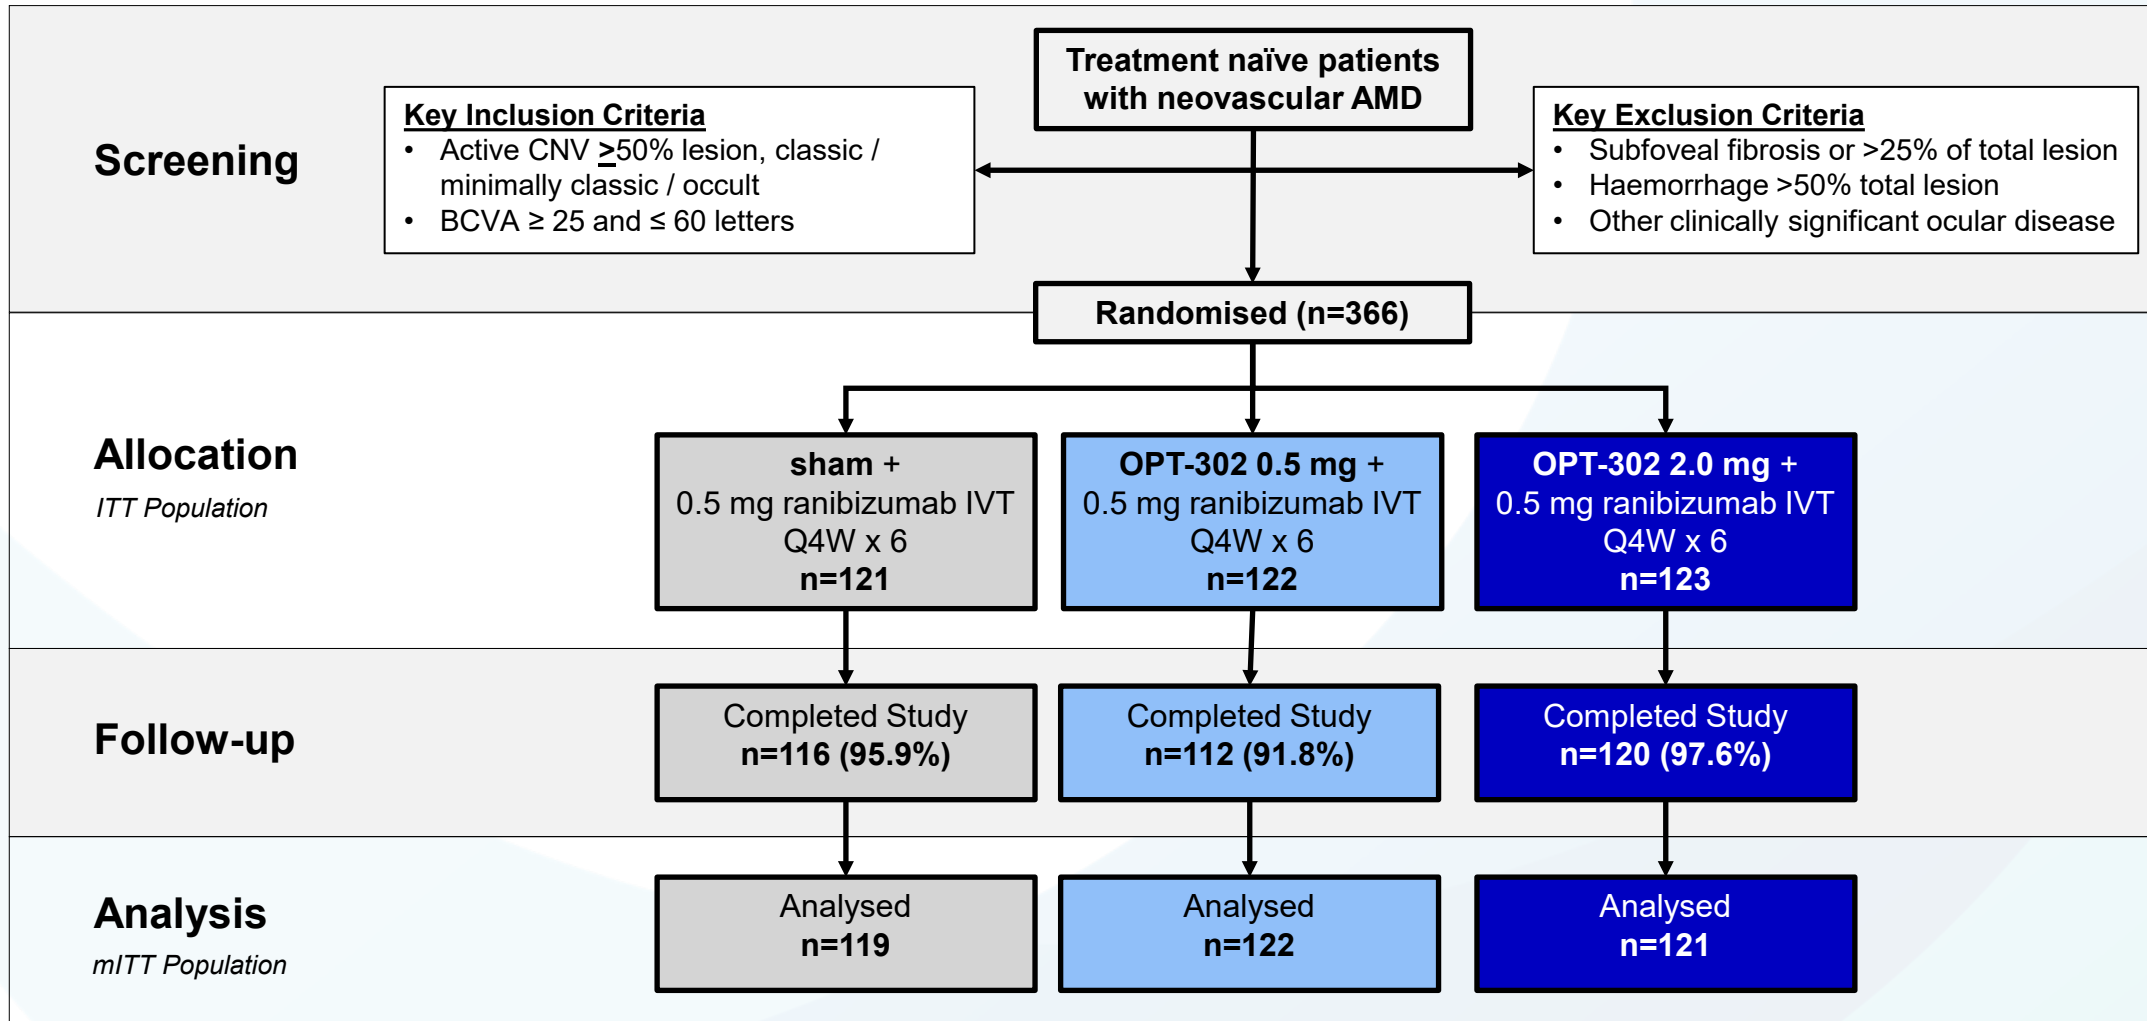 Screening
Treatment naïve patients
with neovascular AMD
Key Inclusion Criteria
• Active CNV ≥50% lesion, classic /
minimally classic / occult
• BCVA ≥ 25 and ≤ 60 letters
Key Exclusion Criteria
• Subfoveal fibrosis or >25% of total lesion
• Haemorrhage >50% total lesion
• Other clinically significant ocular disease
Randomised (n=366)
Allocation
ITT Population
sham +
0.5 mg ranibizumab IVT
Q4W x 6
n=121
OPT-302 0.5 mg +
0.5 mg ranibizumab IVT
Q4W x 6
n=122
OPT-302 2.0 mg +
0.5 mg ranibizumab IVT
Q4W x 6
n=123
Follow-up
Completed Study
n=116 (95.9%)
Completed Study
n=112 (91.8%)
Completed Study
n=120 (97.6%)
Analysis
mITT Population
Analysed
n=119
Analysed
n=122
Analysed
n=121